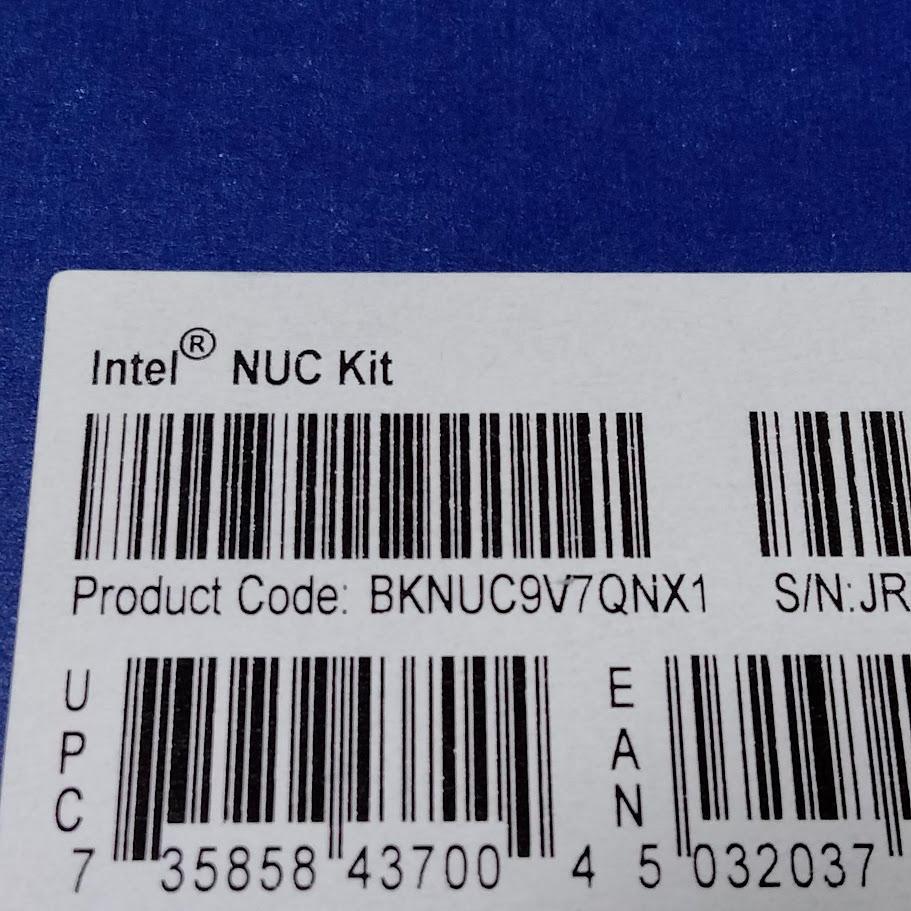 Intel® NUC Kit
Product Code: BKNUC9V7QNX1 S/N:JR
UPC
7 35858 43700 4
EAN
5 032037